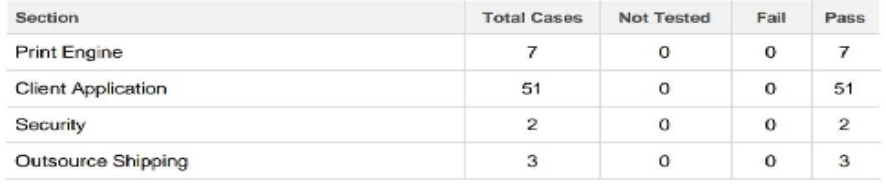 Section Total Cases Not Tested Fail Pass
Print Engine 7 0 0 7
Client Application 51 0 0 51
Security 2 0 0 2
Outsource Shipping 3 0 0 3